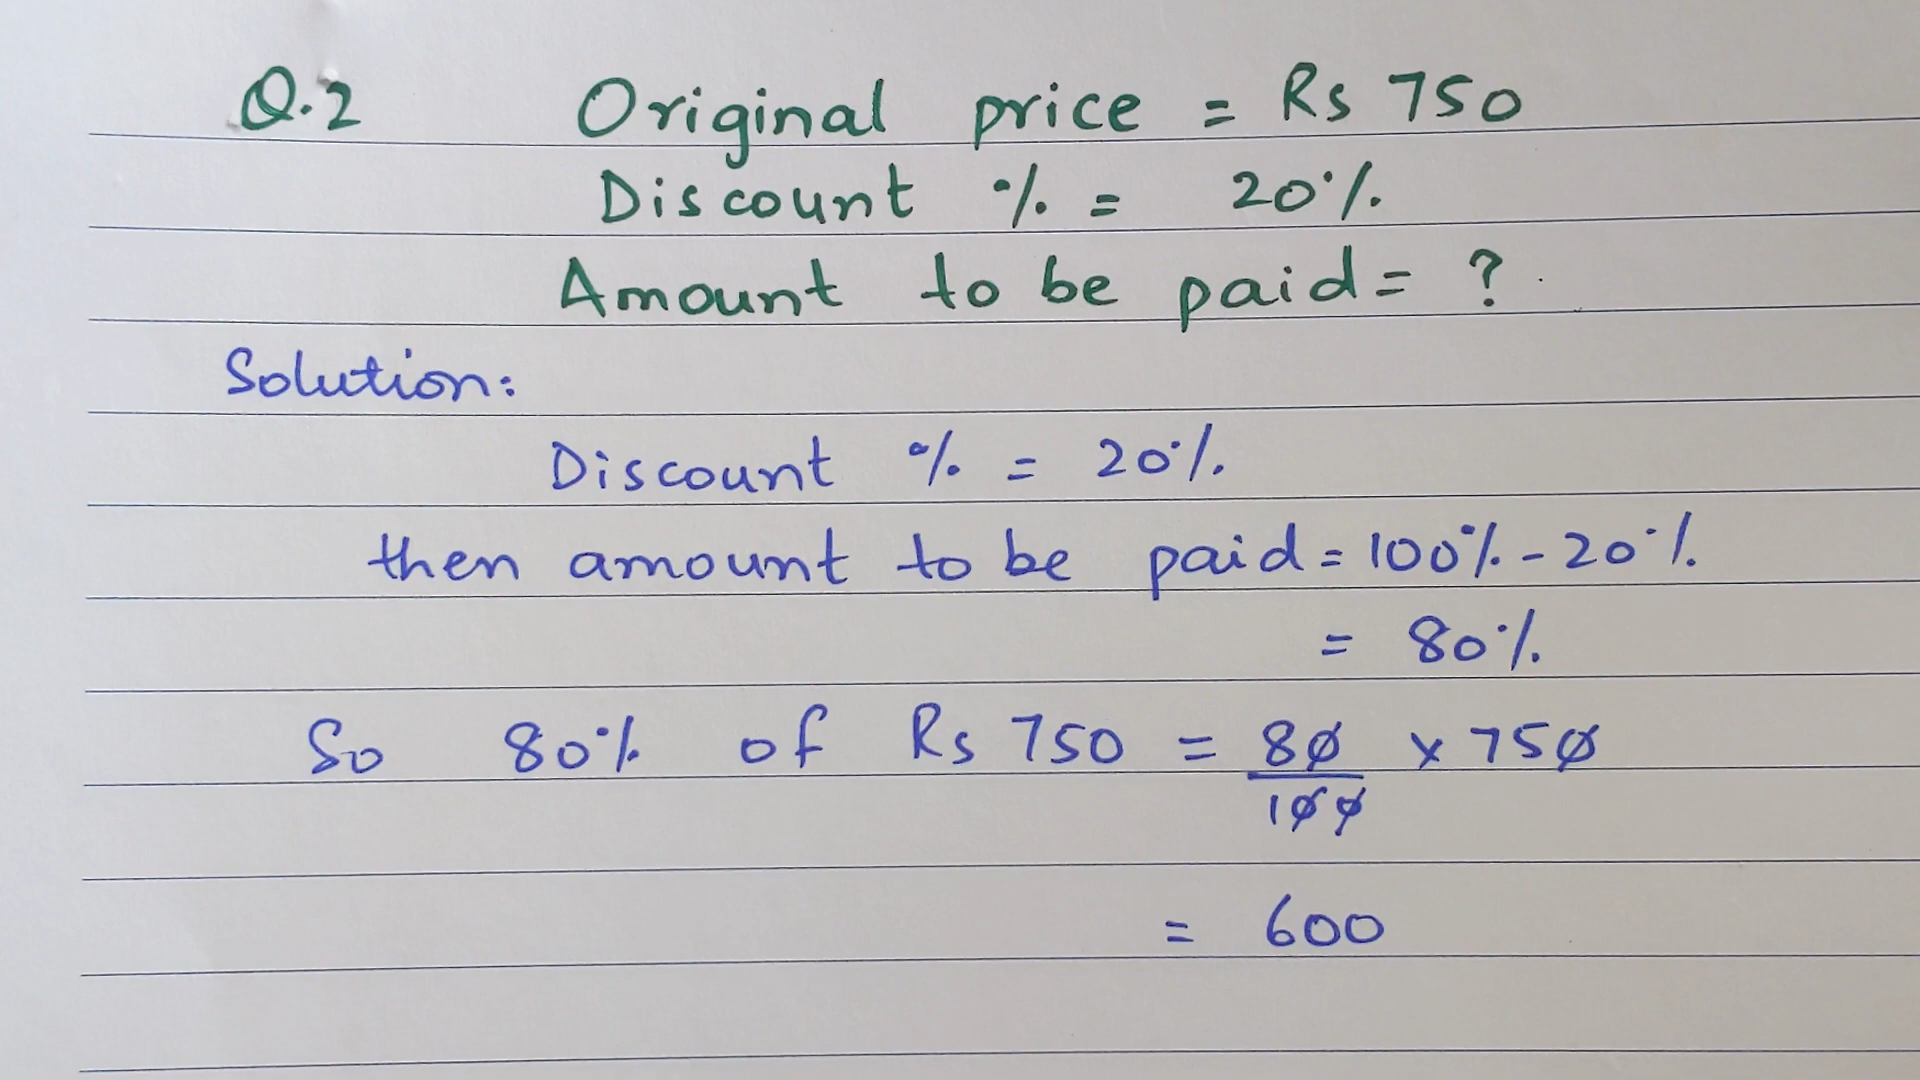 Q.2 Original price = Rs 750
Discount % = 20%
Amount to be paid = ?
Solution:
Discount % = 20%
then amount to be paid = 100% - 20%
= 80%
So 80% of Rs 750 = 80 x 750
100
= 600